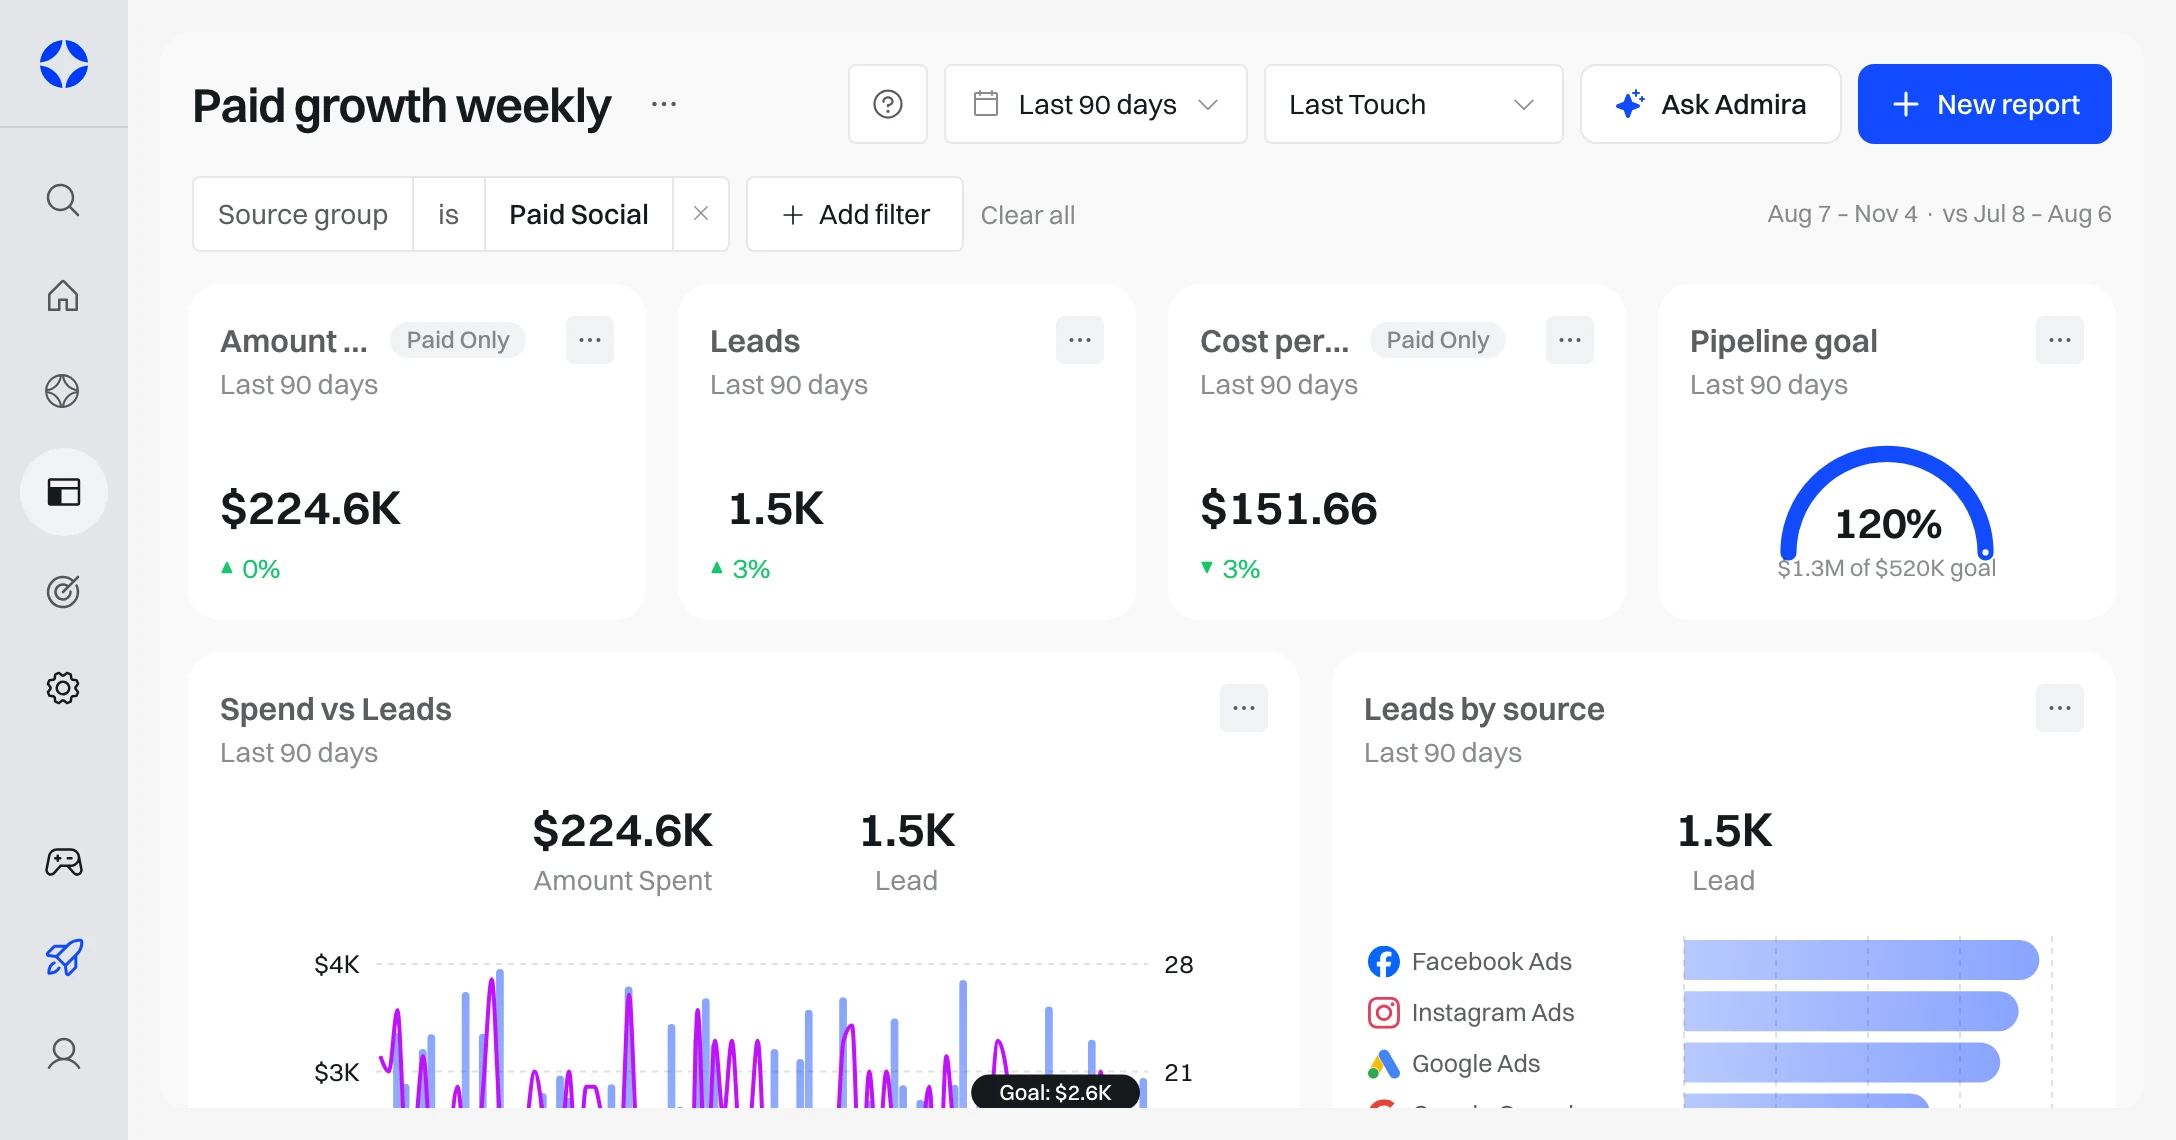 Paid growth weekly
Last 90 days
Last Touch
Ask Admira
New report
Source group is Paid Social
Add filter
Clear all
Aug 7 – Nov 4 · vs Jul 8 – Aug 6
Amount ... Paid Only
Last 90 days
$224.6K
0%
Leads
Last 90 days
1.5K
3%
Cost per... Paid Only
Last 90 days
$151.66
3%
Pipeline goal
Last 90 days
120%
$1.3M of $520K goal
Spend vs Leads
Last 90 days
$224.6K
Amount Spent
1.5K
Lead
$4K
28
$3K
21
Goal: $2.6K
Leads by source
Last 90 days
1.5K
Lead
Facebook Ads
Instagram Ads
Google Ads